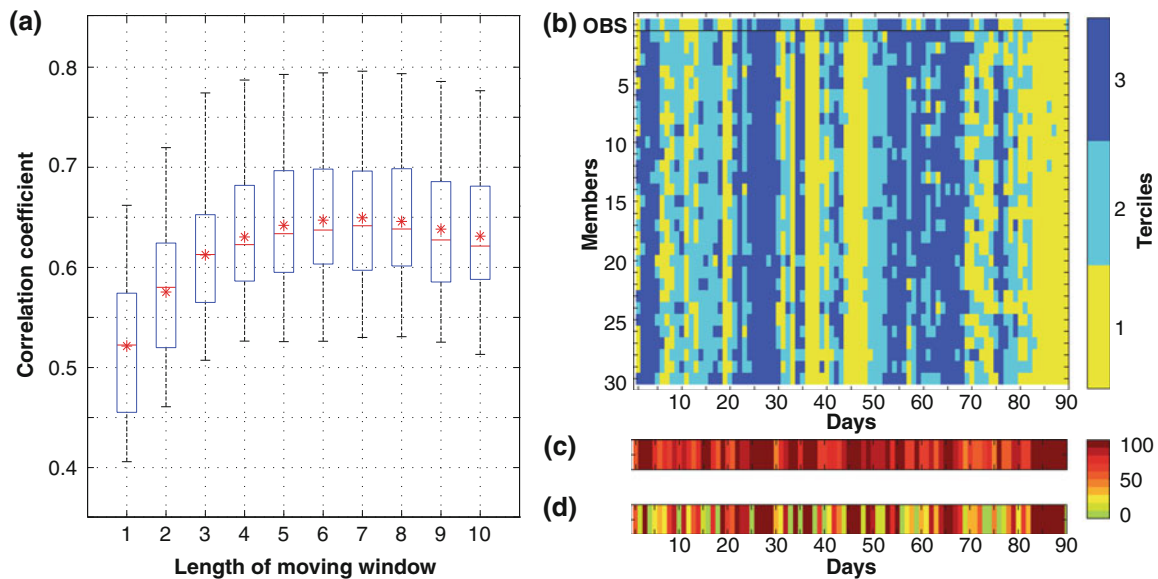 (a)
Correlation coefficient
0.8
0.7
0.6
0.5
0.4
1 2 3 4 5 6 7 8 9 10
Length of moving window
(b)
OBS
5
10
15
20
25
30
Members
10 20 30 40 50 60 70 80 90
Days
3
2
1
Terciles
(c)
100
50
0
(d)
10 20 30 40 50 60 70 80 90
Days